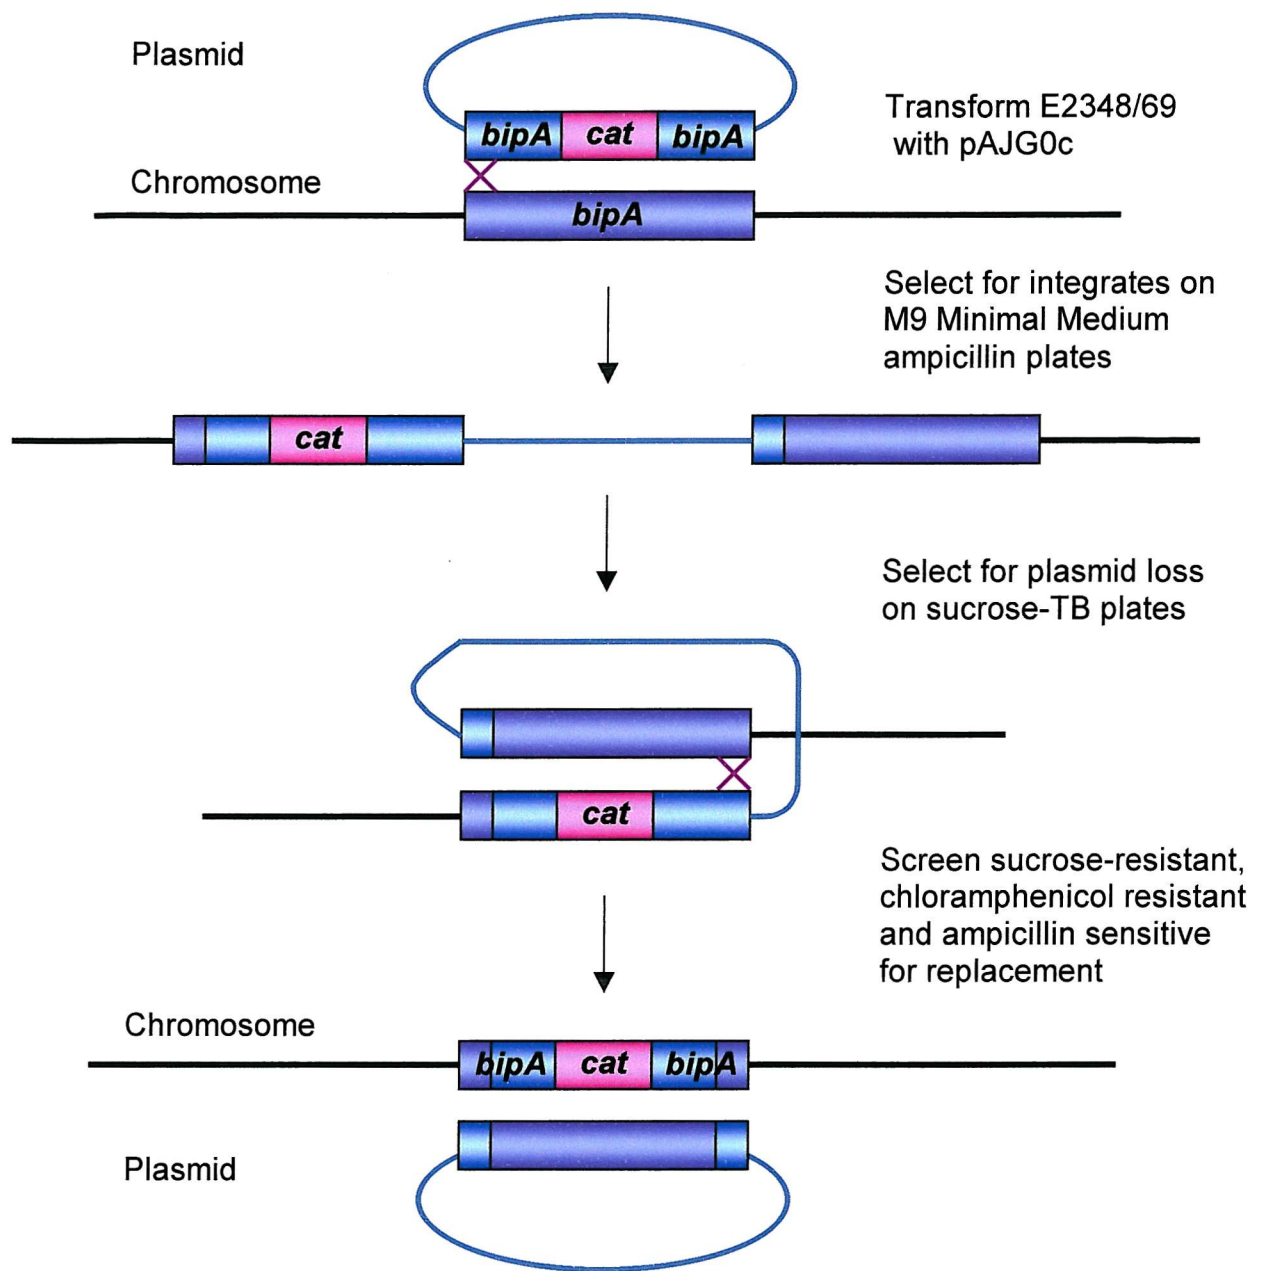 Plasmid
bipA cat bipA
Transform E2348/69
with pAJG0c
Chromosome
bipA
Select for integrates on
M9 Minimal Medium
ampicillin plates
cat
Select for plasmid loss
on sucrose-TB plates
cat
Screen sucrose-resistant,
chloramphenicol resistant
and ampicillin sensitive
for replacement
Chromosome
bipA cat bipA
Plasmid